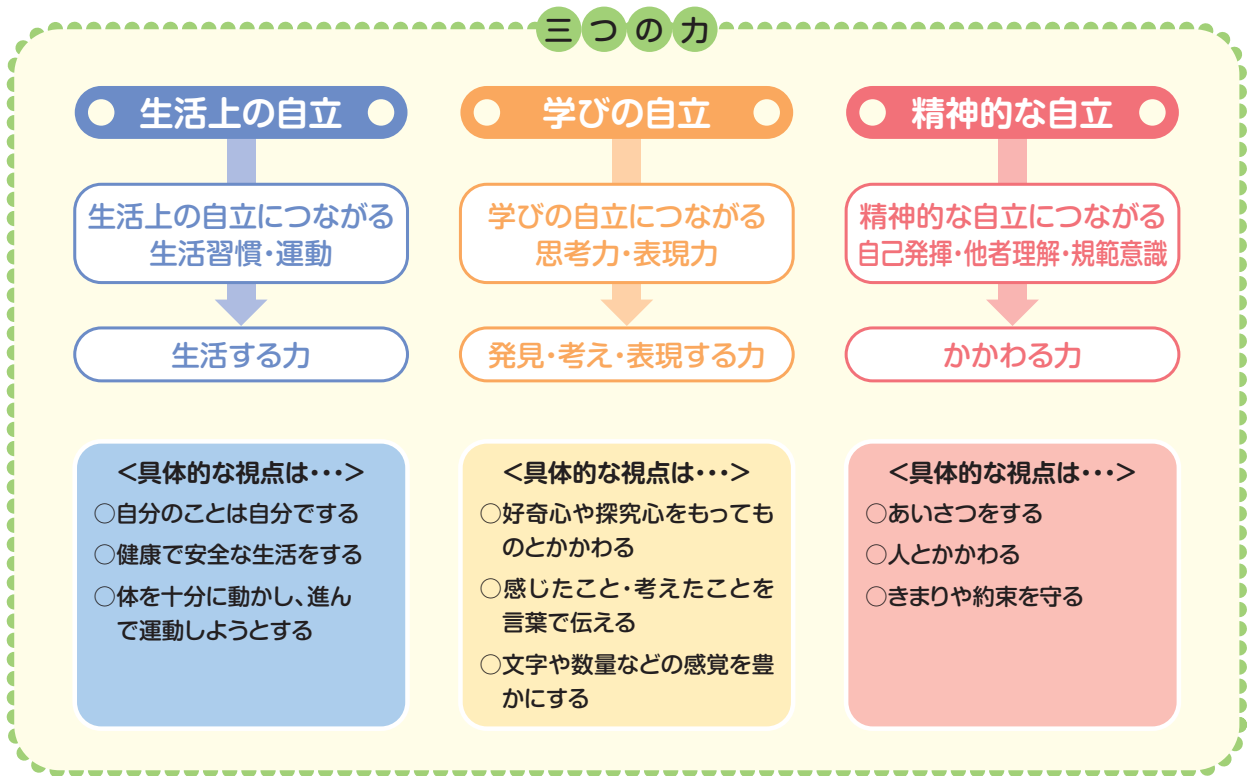 三つの力
生活上の自立
生活上の自立につながる
生活習慣・運動
生活する力
<具体的な視点は・・・>
○自分のことは自分でする
○健康で安全な生活をする
○体を十分に動かし、進ん
で運動しようとする
学びの自立
学びの自立につながる
思考力・表現力
発見・考え・表現する力
<具体的な視点は・・・>
○好奇心や探究心をもっても
のとかかわる
○感じたこと・考えたことを
言葉で伝える
○文字や数量などの感覚を豊
かにする
精神的な自立
精神的な自立につながる
自己発揮・他者理解・規範意識
かかわる力
<具体的な視点は・・・>
○あいさつをする
○人とかかわる
○きまりや約束を守る